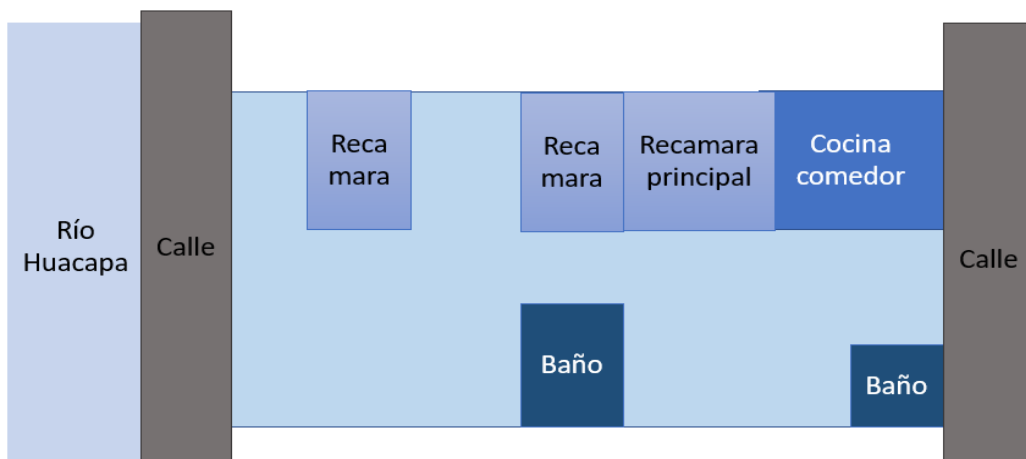 Río
Huacapa
Calle
Reca
mara
Reca
mara
Recamara
principal
Cocina
comedor
Calle
Baño
Baño